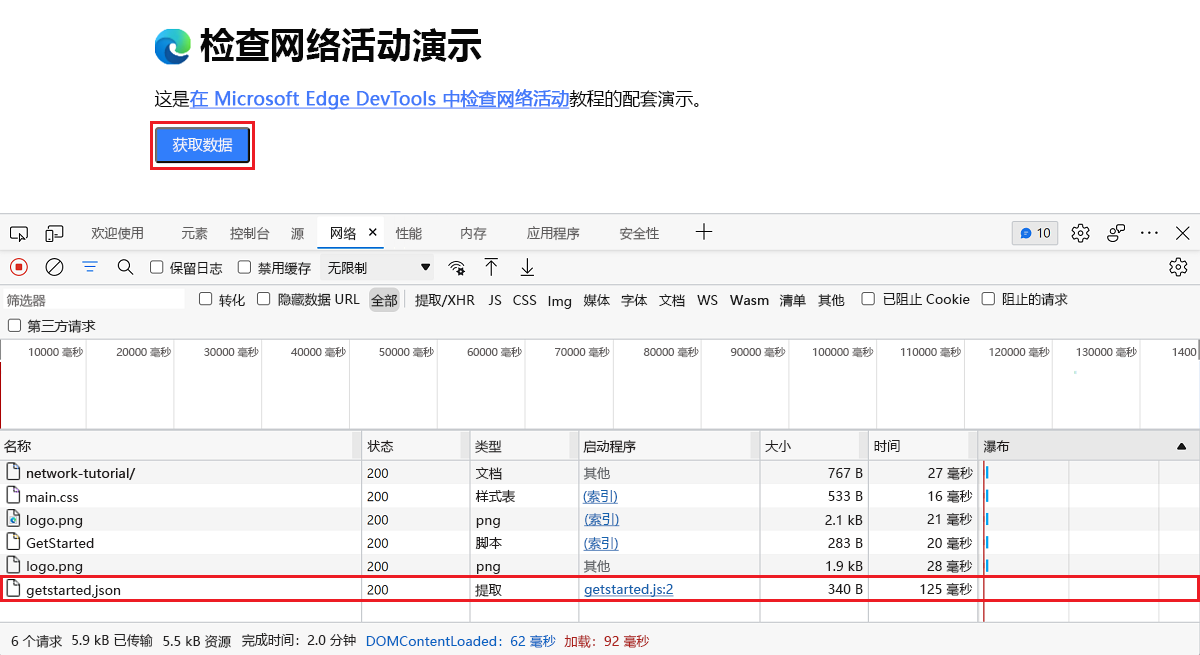 检查网络活动演示
这是在 Microsoft Edge DevTools 中检查网络活动教程的配套演示。
获取数据
欢迎使用 元素 控制台 源 网络 性能 内存 应用程序 安全性 10
保留日志 禁用缓存 无限制
筛选器 转化 隐藏数据 URL 全部 提取/XHR JS CSS Img 媒体 字体 文档 WS Wasm 清单 其他 已阻止 Cookie 阻止的请求
第三方请求
10000 毫秒 20000 毫秒 30000 毫秒 40000 毫秒 50000 毫秒 60000 毫秒 70000 毫秒 80000 毫秒 90000 毫秒 100000 毫秒 110000 毫秒 120000 毫秒 130000 毫秒 1400
名称 状态 类型 启动程序 大小 时间 瀑布
network-tutorial/ 200 文档 其他 767 B 27 毫秒
main.css 200 样式表 (索引) 533 B 16 毫秒
logo.png 200 png (索引) 2.1 kB 21 毫秒
GetStarted 200 脚本 (索引) 283 B 20 毫秒
logo.png 200 png 其他 1.9 kB 28 毫秒
getstarted.json 200 提取 getstarted.js:2 340 B 125 毫秒
6 个请求 5.9 kB 已传输 5.5 kB 资源 完成时间：2.0 分钟 DOMContentLoaded：62 毫秒 加载：92 毫秒